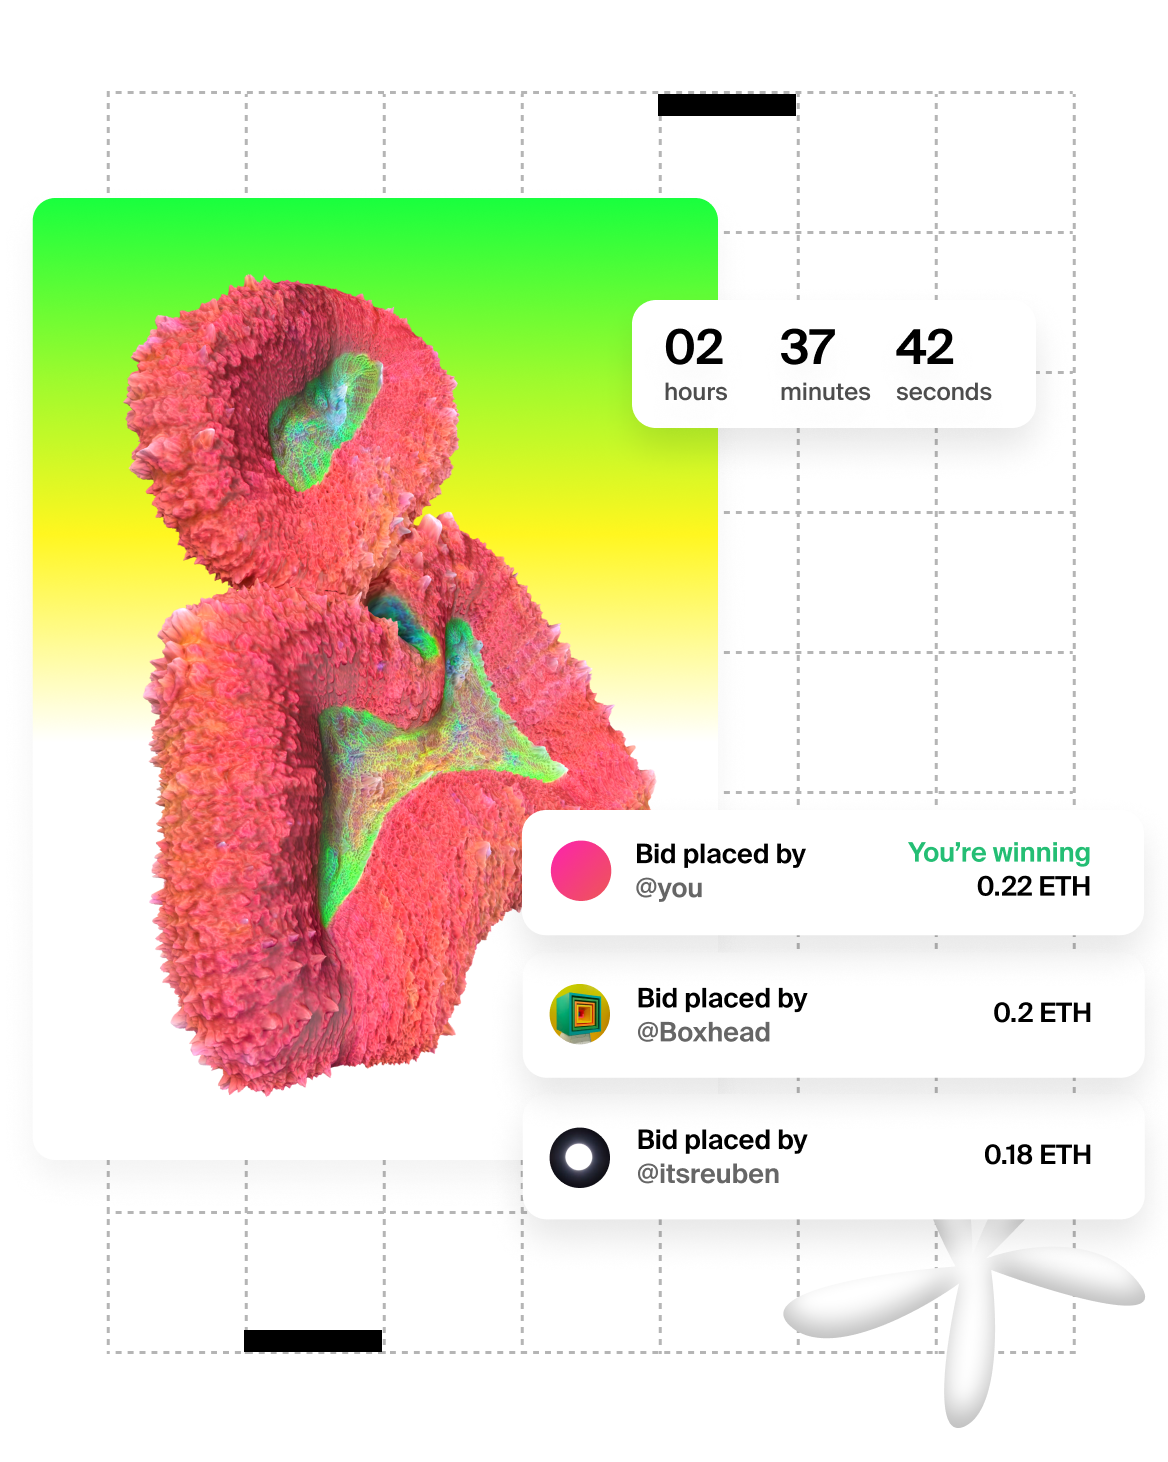 02 37 42
hours minutes seconds
Bid placed by
@you
You’re winning
0.22 ETH
Bid placed by
@Boxhead
0.2 ETH
Bid placed by
@itsreuben
0.18 ETH